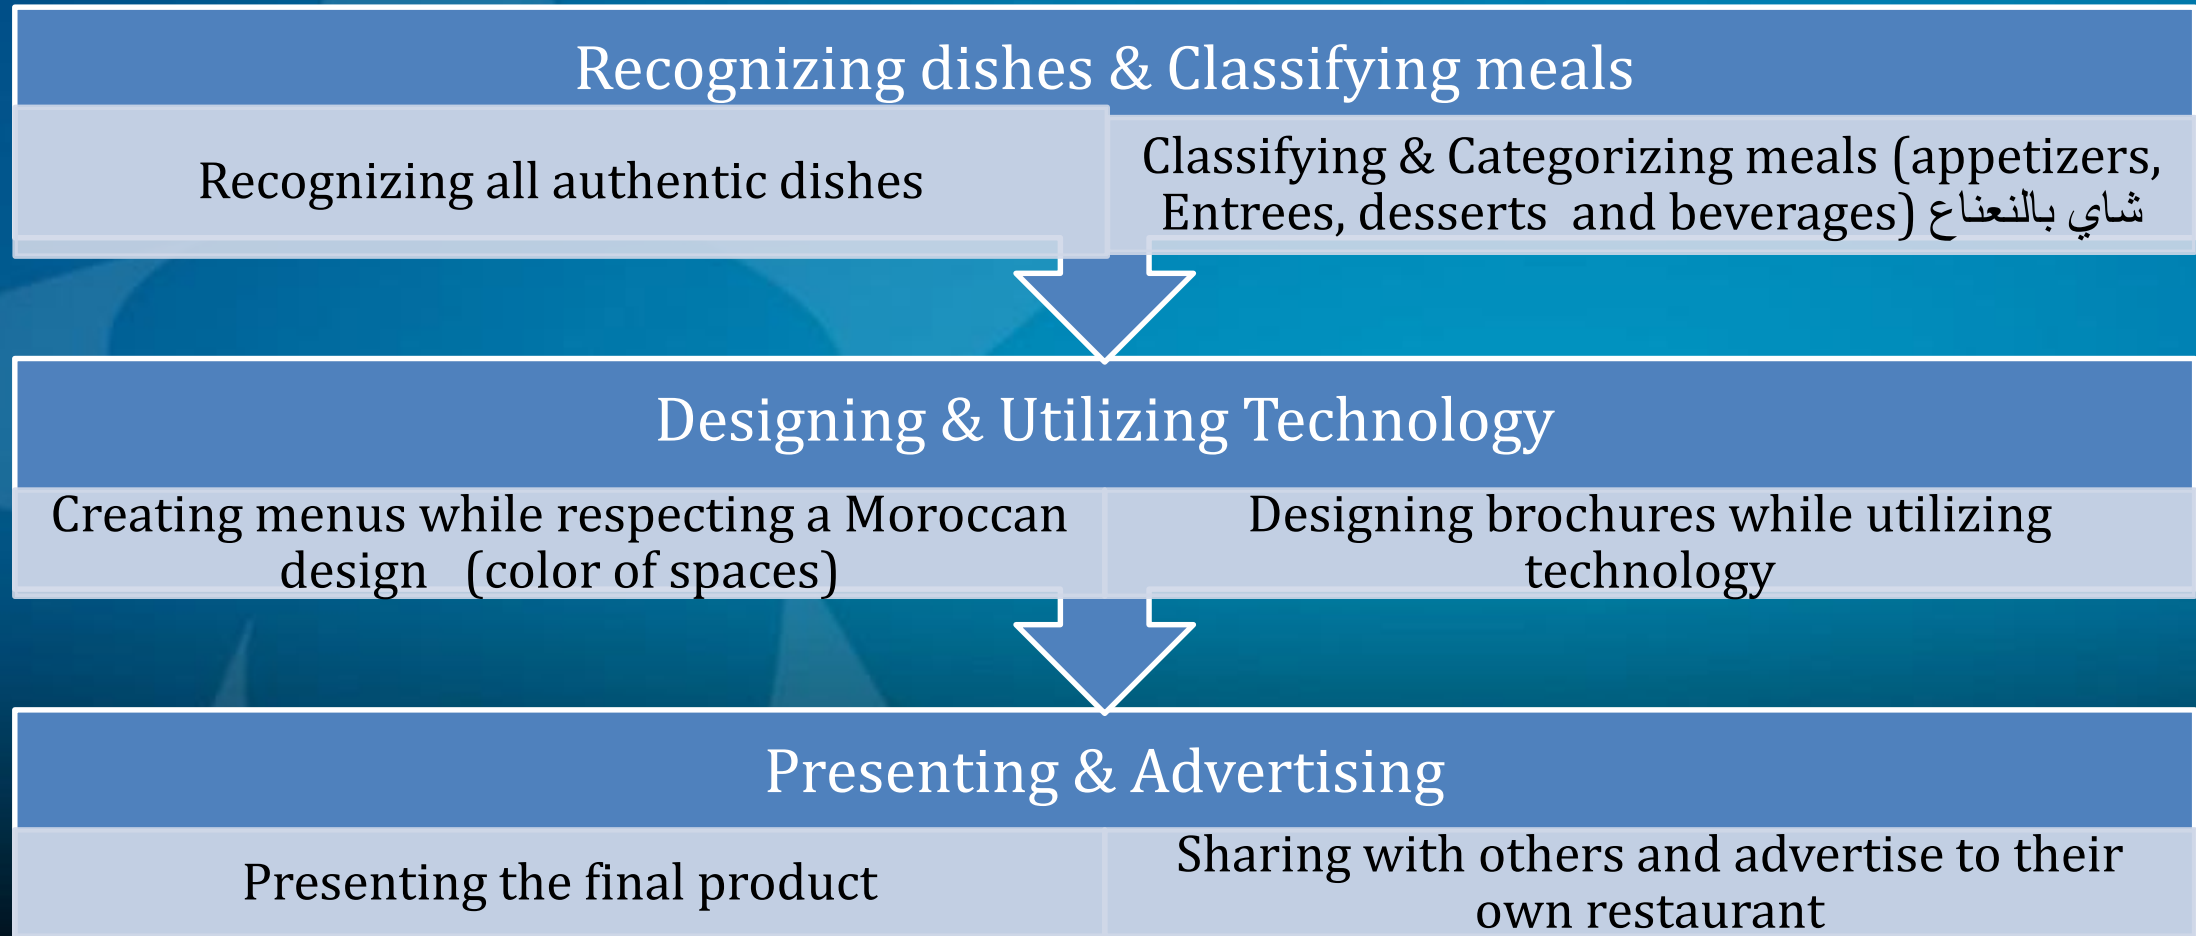 Recognizing dishes & Classifying meals
Recognizing all authentic dishes
Classifying & Categorizing meals (appetizers,
Entrees, desserts and beverages) شاي بالنعناع
Designing & Utilizing Technology
Creating menus while respecting a Moroccan
design (color of spaces)
Designing brochures while utilizing
technology
Presenting & Advertising
Presenting the final product
Sharing with others and advertise to their
own restaurant